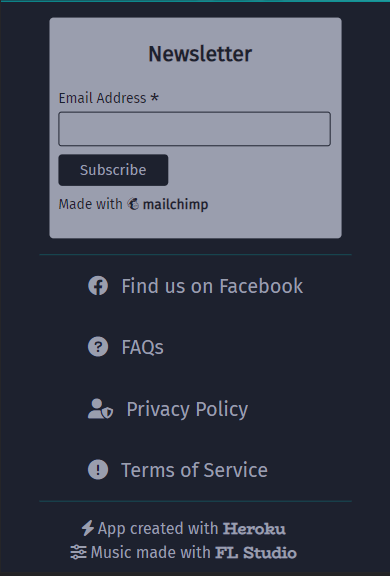 Newsletter
Email Address *
Subscribe
Made with mailchimp
Find us on Facebook
FAQs
Privacy Policy
Terms of Service
App created with Heroku
Music made with FL Studio